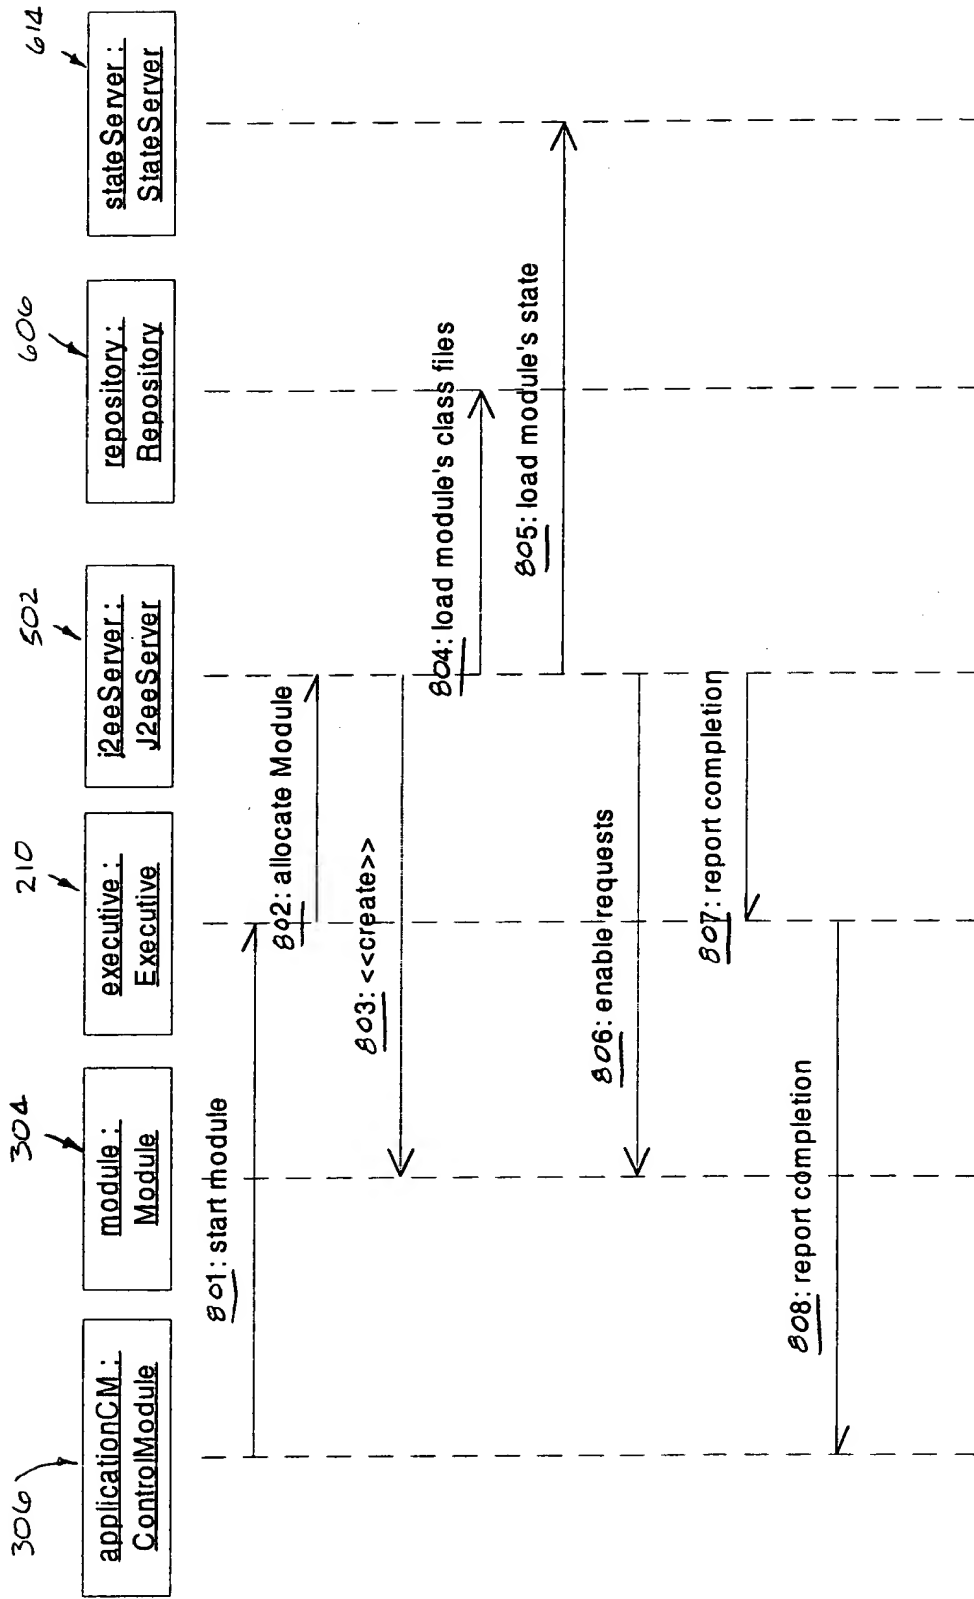 306
applicationCM :
ControlModule
304
module :
Module
210
executive :
Executive
502
j2eeServer :
J2eeServer
606
repository :
Repository
614
stateServer :
StateServer
801: start module
802: allocate Module
803: <<create>>
804: load module's class files
805: load module's state
806: enable requests
807: report completion
808: report completion